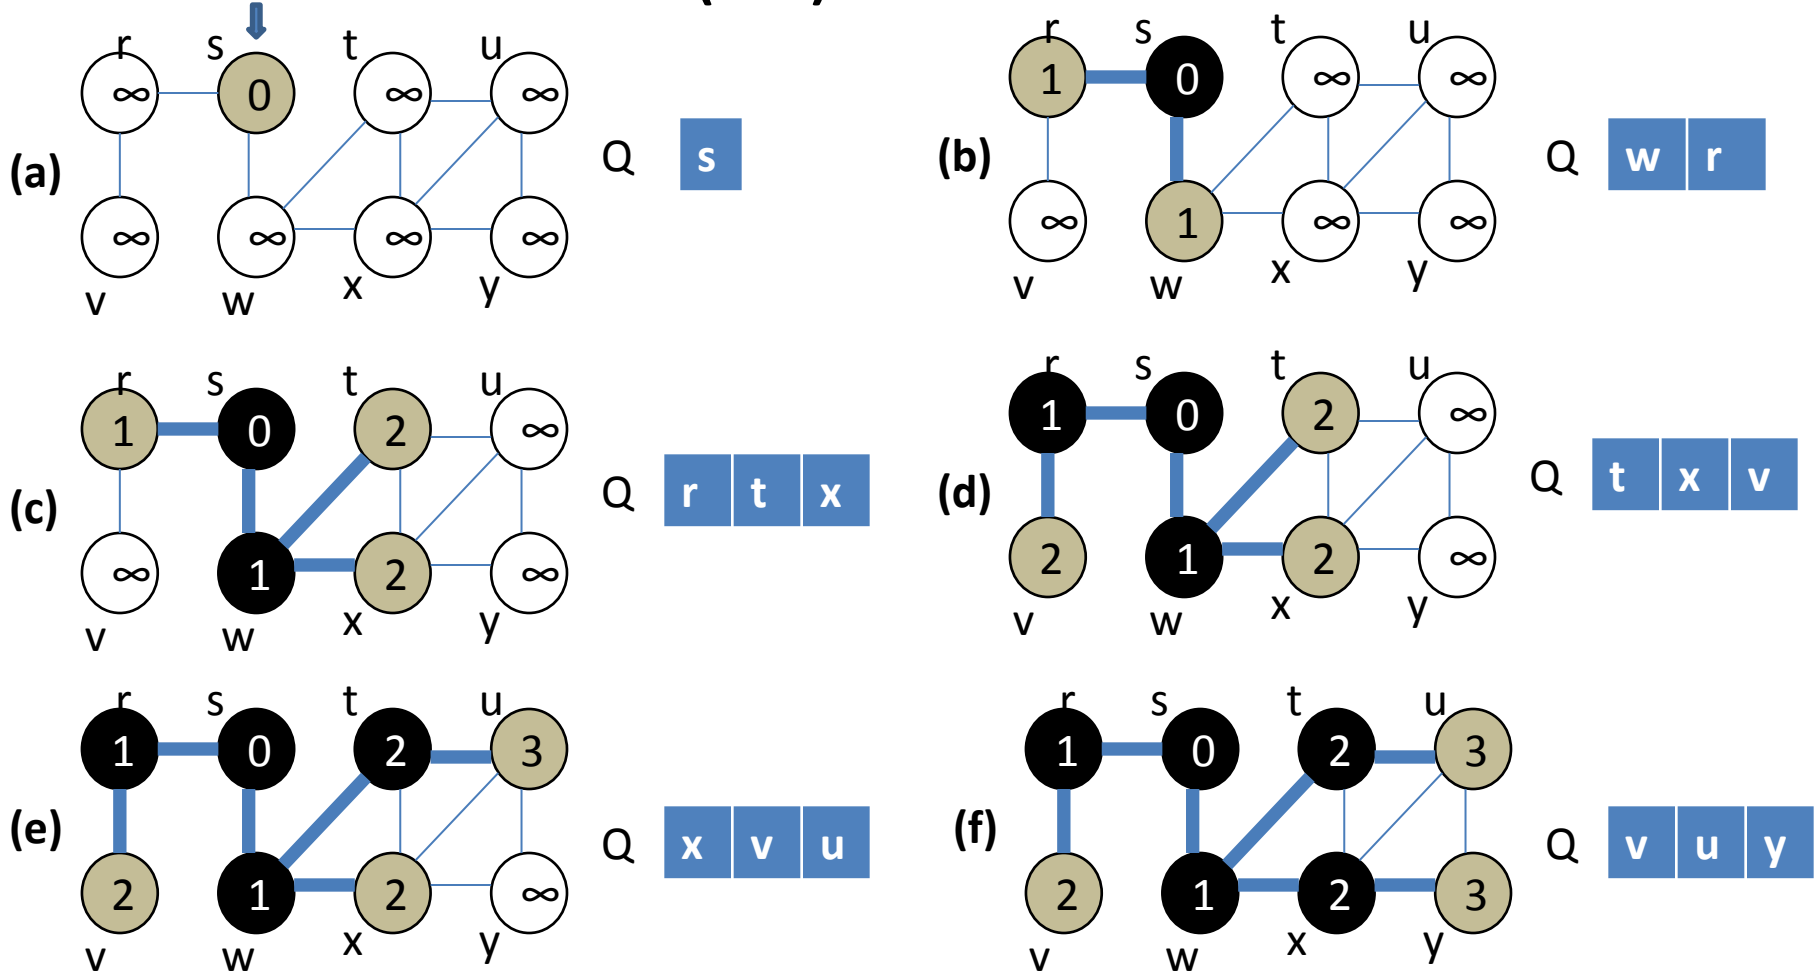 r s t u
∞ 0 ∞ ∞
(a) Q s
∞ ∞ ∞ ∞
v w x y
r s t u
1 0 ∞ ∞
(b) Q w r
∞ 1 ∞ ∞
v w x y
r s t u
1 0 2 ∞
(c) Q r t x
∞ 1 2 ∞
v w x y
r s t u
1 0 2 ∞
(d) Q t x v
2 1 2 ∞
v w x y
r s t u
1 0 2 3
(e) Q x v u
2 1 2 ∞
v w x y
r s t u
1 0 2 3
(f) Q v u y
2 1 2 3
v w x y